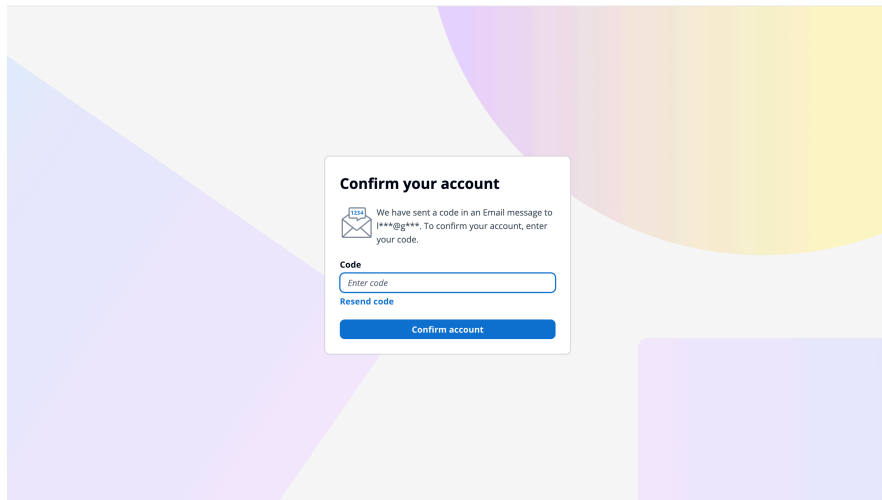 Confirm your account
1234
We have sent a code in an Email message to
l***@g***. To confirm your account, enter
your code.
Code
Enter code
Resend code
Confirm account